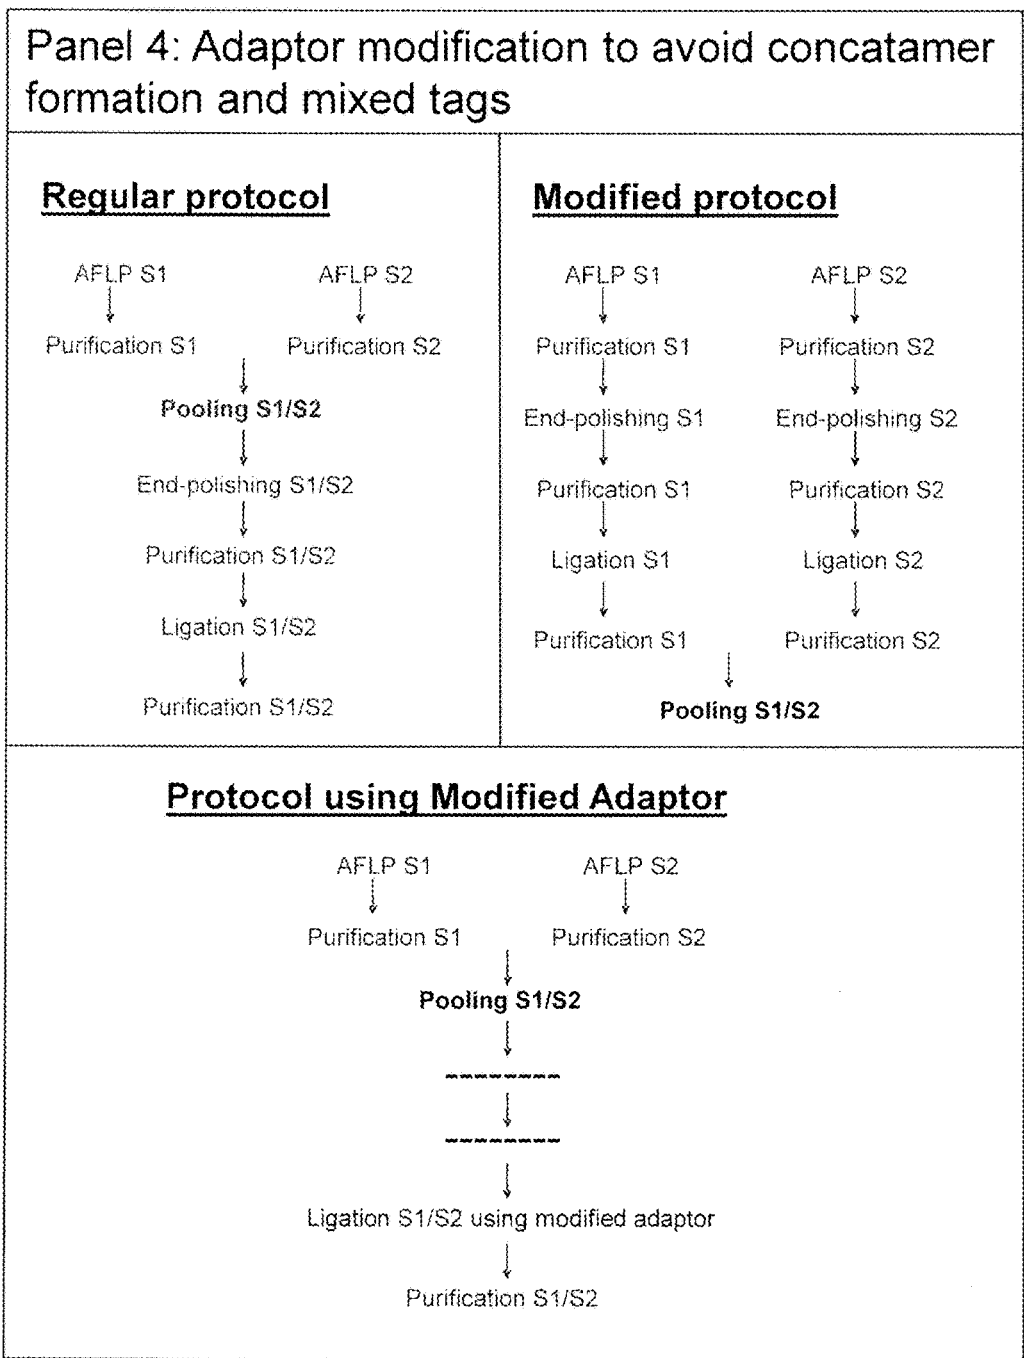 Panel 4: Adaptor modification to avoid concatamer
formation and mixed tags
Regular protocol
AFLP S1 AFLP S2
Purification S1 Purification S2
Pooling S1/S2
End-polishing S1/S2
Purification S1/S2
Ligation S1/S2
Purification S1/S2
Modified protocol
AFLP S1 AFLP S2
Purification S1 Purification S2
End-polishing S1 End-polishing S2
Purification S1 Purification S2
Ligation S1 Ligation S2
Purification S1 Purification S2
Pooling S1/S2
Protocol using Modified Adaptor
AFLP S1 AFLP S2
Purification S1 Purification S2
Pooling S1/S2
--------
--------
Ligation S1/S2 using modified adaptor
Purification S1/S2